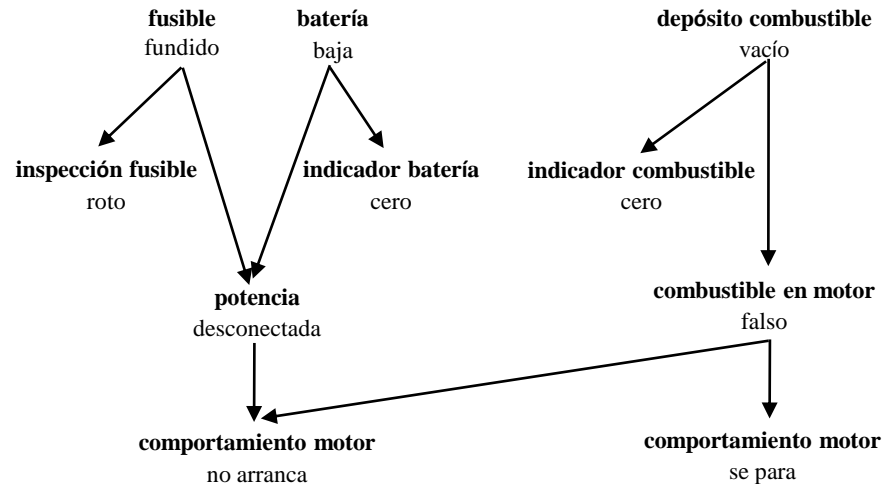 fusible
fundido
batería
baja
depósito combustible
vacío
inspección fusible
roto
indicador batería
cero
indicador combustible
cero
potencia
desconectada
combustible en motor
falso
comportamiento motor
no arranca
comportamiento motor
se para